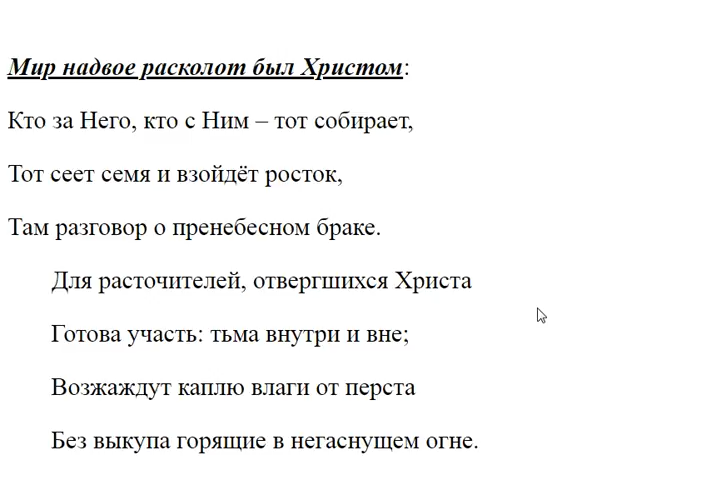 Мир надвое расколот был Христом:
Кто за Него, кто с Ним – тот собирает,
Тот сеет семя и взойдёт росток,
Там разговор о пренебесном браке.
Для расточителей, отвергшихся Христа
Готова участь: тьма внутри и вне;
Возжаждут каплю влаги от перста
Без выкупа горящие в негаснущем огне.